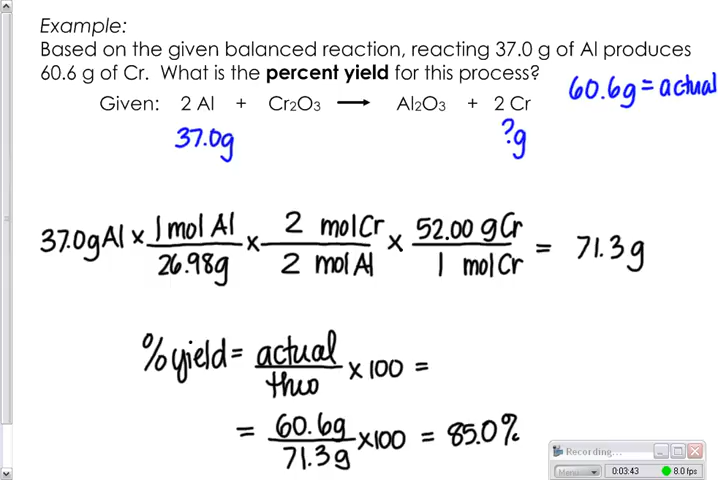 Example:
Based on the given balanced reaction, reacting 37.0 g of Al produces
60.6 g of Cr. What is the percent yield for this process?
60.6g = actual
Given: 2 Al + Cr₂O₃ → Al₂O₃ + 2 Cr
37.0g ?g
37.0gAl × 1 mol Al / 26.98g × 2 mol Cr / 2 mol Al × 52.00 g Cr / 1 mol Cr = 71.3 g
% yield = actual / theo × 100 =
= 60.6g / 71.3g × 100 = 85.0%
Recording...
Menu 0:03:43 8.0 fps